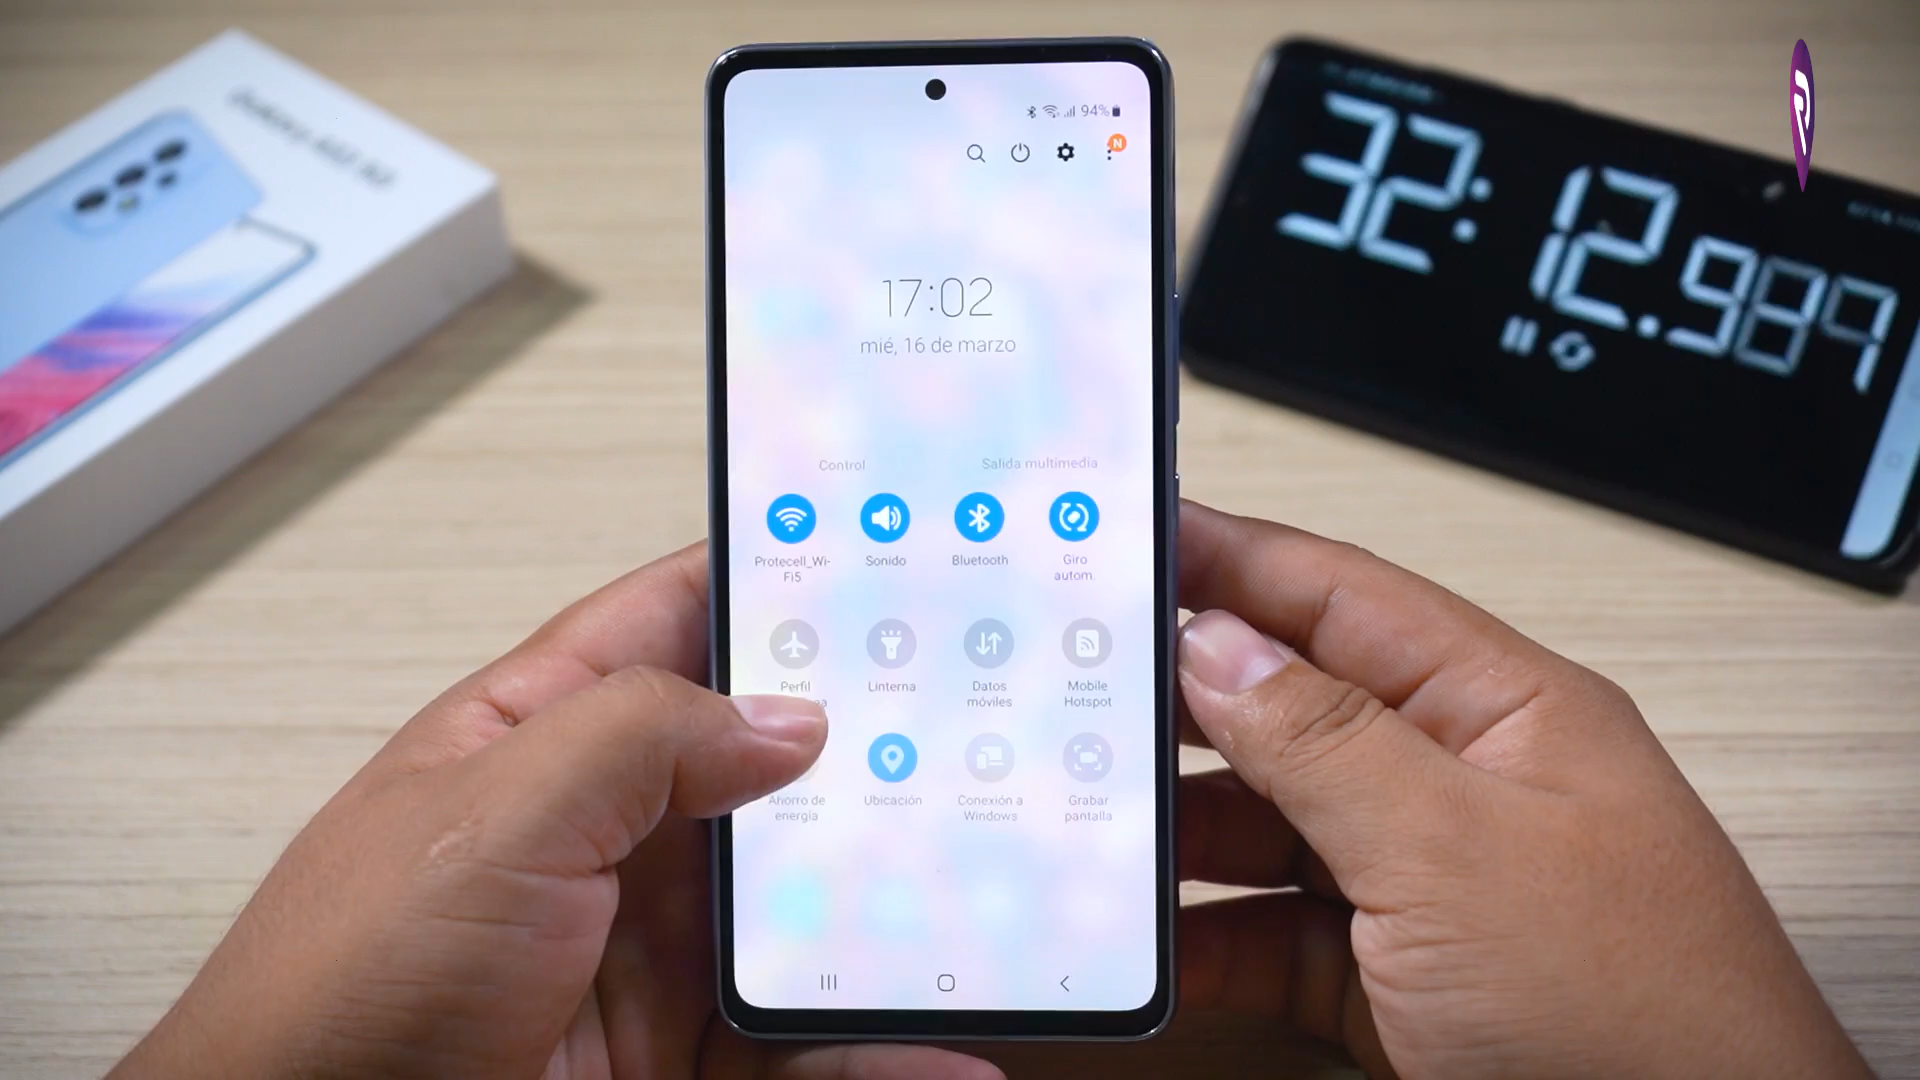 94%
N
17:02
mié, 16 de marzo
Control
Salida multimedia
Protecell_Wi-
Fi5
Sonido
Bluetooth
Giro
autom.
Perfil
Linterna
Datos
móviles
Mobile
Hotspot
Ahorro de
energía
Ubicación
Conexión a
Windows
Grabar
pantalla
32:12.989